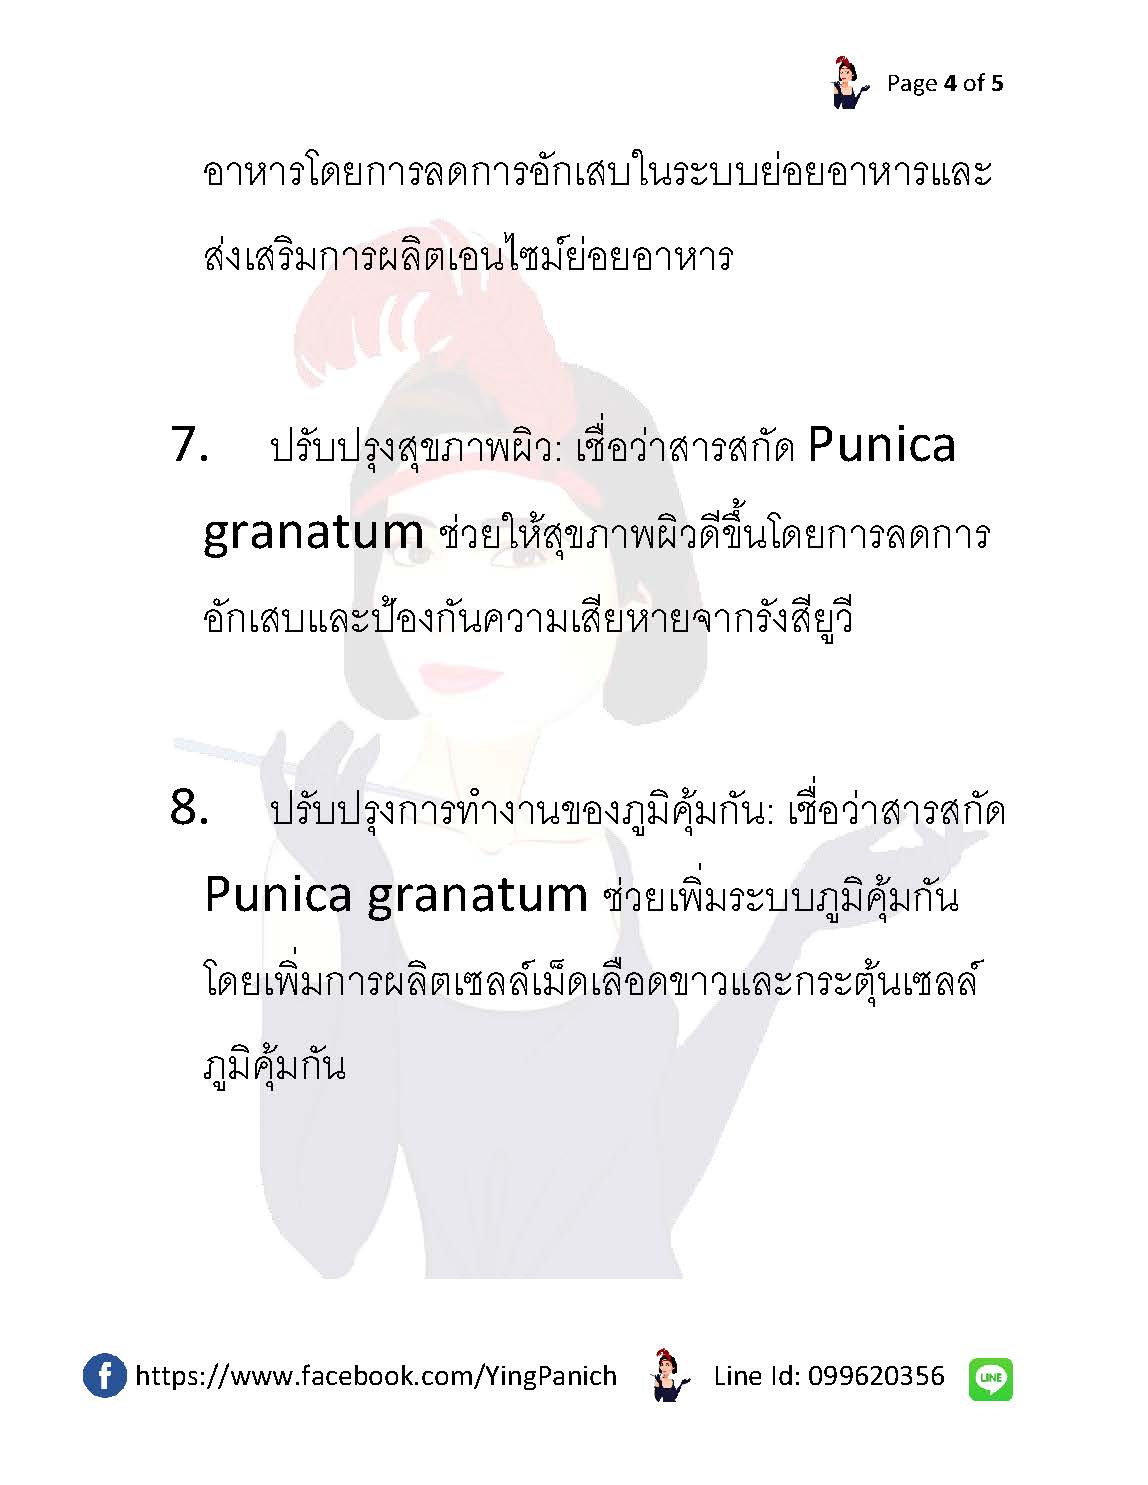 Page 4 of 5
อาหารโดยการลดการอักเสบในระบบย่อยอาหารและ
ส่งเสริมการผลิตเอนไซม์ย่อยอาหาร
7. ปรับปรุงสุขภาพผิว: เชื่อว่าสารสกัด Punica
granatum ช่วยให้สุขภาพผิวดีขึ้นโดยการลดการ
อักเสบและป้องกันความเสียหายจากรังสียูวี
8. ปรับปรุงการทำงานของภูมิคุ้มกัน: เชื่อว่าสารสกัด
Punica granatum ช่วยเพิ่มระบบภูมิคุ้มกัน
โดยเพิ่มการผลิตเซลล์เม็ดเลือดขาวและกระตุ้นเซลล์
ภูมิคุ้มกัน
https://www.facebook.com/YingPanich Line Id: 099620356 LINE